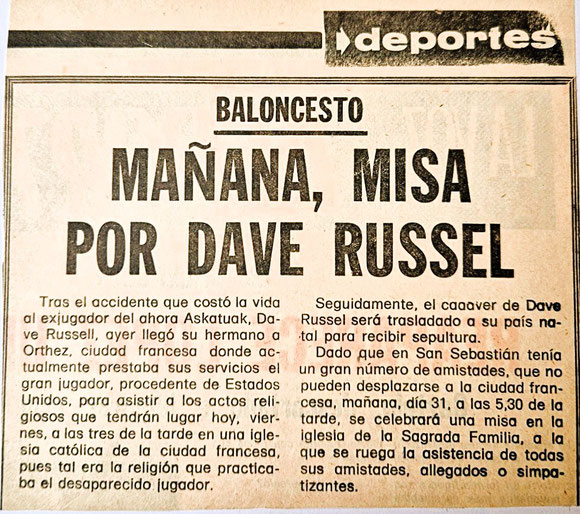 deportes
BALONCESTO
MAÑANA, MISA
POR DAVE RUSSEL
Tras el accidente que costó la vida
al exjugador del ahora Askatuak, Da-
ve Russell, ayer llegó su hermano a
Orthez, ciudad francesa donde ac-
tualmente prestaba sus servicios el
gran jugador, procedente de Estados
Unidos, para asistir a los actos reli-
giosos que tendrán lugar hoy, vier-
nes, a las tres de la tarde en una igle-
sia católica de la ciudad francesa,
pues tal era la religión que practica-
ba el desaparecido jugador.
Seguidamente, el caaaver de Dave
Russel será trasladado a su país na-
tal para recibir sepultura.
Dado que en San Sebastián tenía
un gran número de amistades, que no
pueden desplazarse a la ciudad fran-
cesa, mañana, día 31, a las 5,30 de la
tarde, se celebrará una misa en la
iglesia de la Sagrada Familia, a la
que se ruega la asistencia de todas
sus amistades, allegados o simpa-
tizantes.